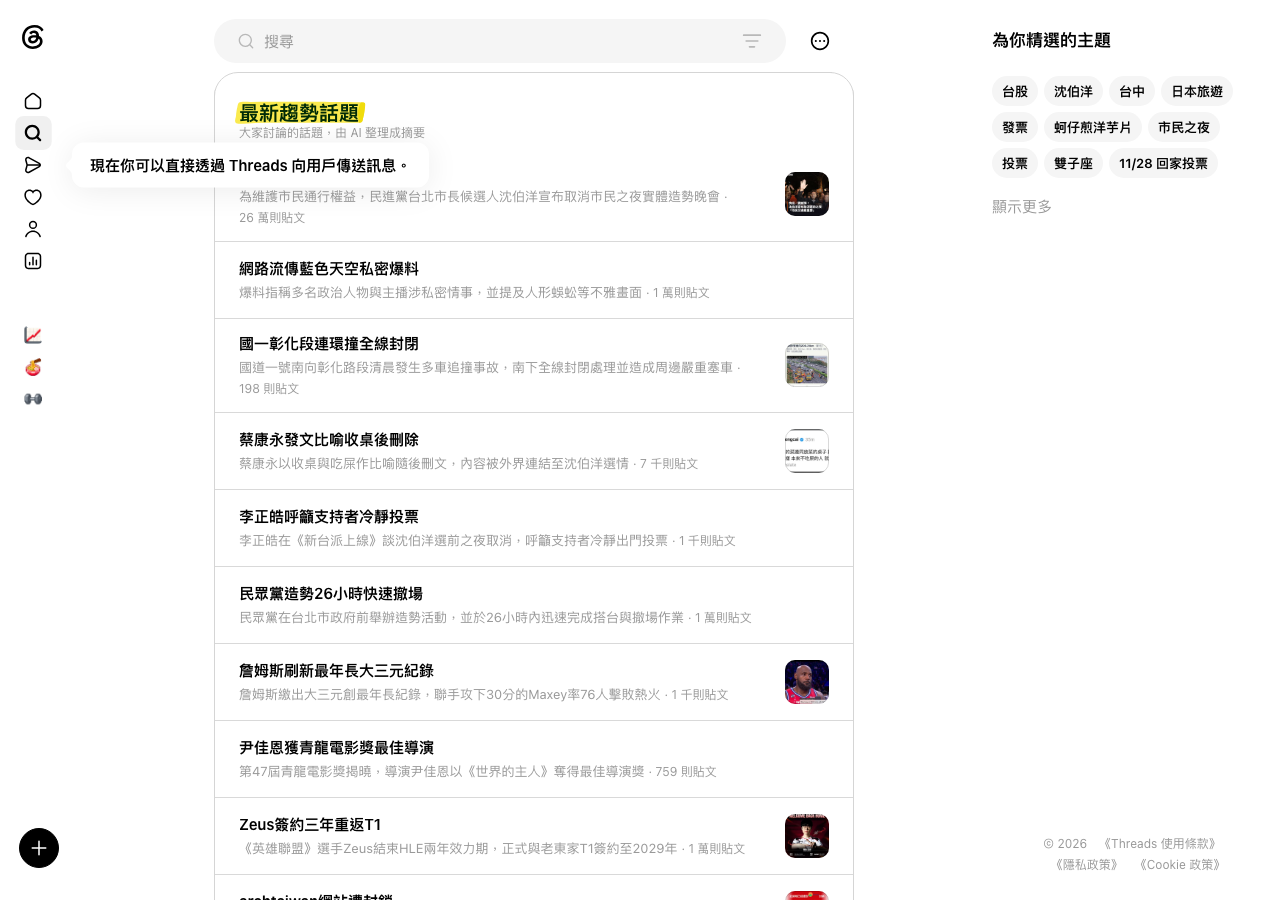 搜尋
最新趨勢話題
大家討論的話題，由 AI 整理成摘要
現在你可以直接透過 Threads 向用戶傳送訊息。
為維護市民通行權益，民進黨台北市長候選人沈伯洋宣布取消市民之夜實體造勢晚會 ·
26 萬則貼文
網路流傳藍色天空私密爆料
爆料指稱多名政治人物與主播涉私密情事，並提及人形蜈蚣等不雅畫面 · 1 萬則貼文
國一彰化段連環撞全線封閉
國道一號南向彰化路段清晨發生多車追撞事故，南下全線封閉處理並造成周邊嚴重塞車 ·
198 則貼文
蔡康永發文比喻收桌後刪除
蔡康永以收桌與吃屎作比喻隨後刪文，內容被外界連結至沈伯洋選情 · 7 千則貼文
李正皓呼籲支持者冷靜投票
李正皓在《新台派上線》談沈伯洋選前之夜取消，呼籲支持者冷靜出門投票 · 1 千則貼文
民眾黨造勢26小時快速撤場
民眾黨在台北市政府前舉辦造勢活動，並於26小時內迅速完成搭台與撤場作業 · 1 萬則貼文
詹姆斯刷新最年長大三元紀錄
詹姆斯繳出大三元創最年長紀錄，聯手攻下30分的Maxey率76人擊敗熱火 · 1 千則貼文
尹佳恩獲青龍電影獎最佳導演
第47屆青龍電影獎揭曉，導演尹佳恩以《世界的主人》奪得最佳導演獎 · 759 則貼文
Zeus簽約三年重返T1
《英雄聯盟》選手Zeus結束HLE兩年效力期，正式與老東家T1簽約至2029年 · 1 萬則貼文
為你精選的主題
台股 沈伯洋 台中 日本旅遊
發票 蚵仔煎洋芋片 市民之夜
投票 雙子座 11/28 回家投票
顯示更多
© 2026 《Threads 使用條款》
《隱私政策》 《Cookie 政策》